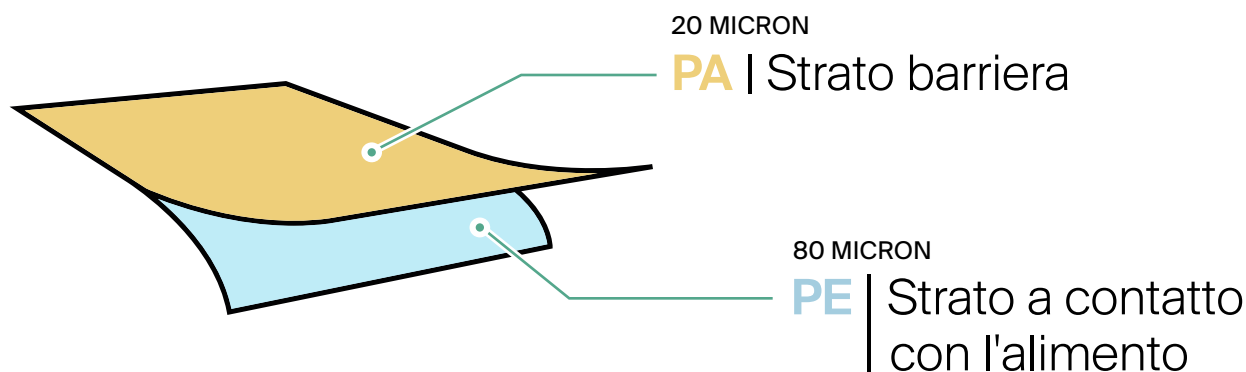 20 MICRON
PA | Strato barriera
80 MICRON
PE | Strato a contatto
con l'alimento